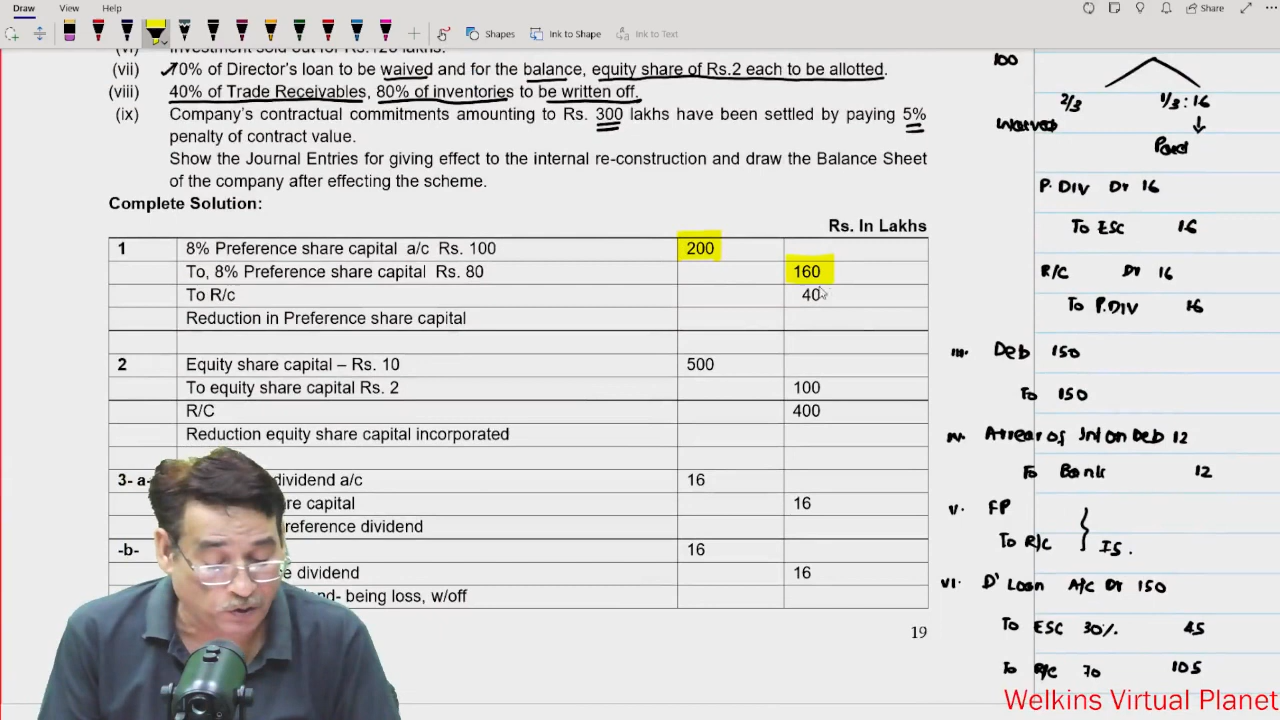 Draw View Help
Share
Shapes Ink to Shape Ink to Text
(vi) Investment sold out for Rs.120 lakhs.
(vii) 70% of Director's loan to be waived and for the balance, equity share of Rs.2 each to be allotted.
(viii) 40% of Trade Receivables, 80% of inventories to be written off.
(ix) Company's contractual commitments amounting to Rs. 300 lakhs have been settled by paying 5%
penalty of contract value.
Show the Journal Entries for giving effect to the internal re-construction and draw the Balance Sheet
of the company after effecting the scheme.
Complete Solution:
Rs. In Lakhs
1 8% Preference share capital a/c Rs. 100 200
To, 8% Preference share capital Rs. 80 160
To R/c 40
Reduction in Preference share capital
2 Equity share capital – Rs. 10 500
To equity share capital Rs. 2 100
R/C 400
Reduction equity share capital incorporated
3- a- dividend a/c 16
capital 16
preference dividend
-b- 16
dividend 16
being loss, w/off
19
100
2/3 1/3 : 16
Waived
Paid
P. DIV Dr 16
To ESC 16
R/C Dr 16
To P.DIV 16
III. Deb 150
To 150
IV. Arrear of Int on Deb 12
To Bank 12
V. FP
To R/C } IS.
VI. D' Loan A/C Dr 150
To ESC 30%. 45
To R/C 70 105
Welkins Virtual Planet